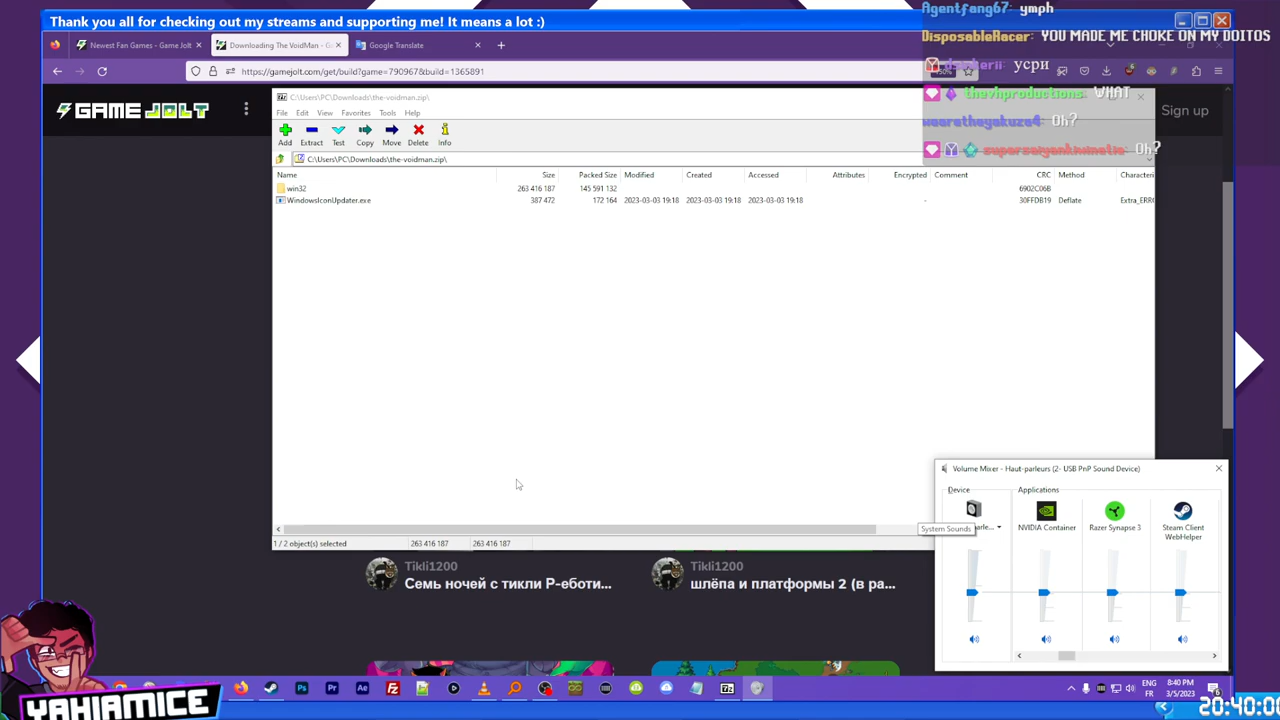 Thank you all for checking out my streams and supporting me! It means a lot :)
Agentfang67: ymph
DisposableRacer: YOU MADE ME CHOKE ON MY DOITOS
усри
thevhproductions: WHAT
Oh?
Oh?
Newest Fan Games - Game Jolt
Downloading The VoidMan - G
Google Translate
https://gamejolt.com/get/build?game=790967&build=1365891
GAME JOLT
Sign up
C:\Users\PC\Downloads\the-voidman.zip\
File Edit View Favorites Tools Help
Add Extract Test Copy Move Delete Info
C:\Users\PC\Downloads\the-voidman.zip\
Name Size Packed Size Modified Created Accessed Attributes Encrypted Comment CRC Method Characteri
win32 263 416 187 145 591 132 6902C06B
WindowsIconUpdater.exe 387 472 172 164 2023-03-03 19:18 2023-03-03 19:18 2023-03-03 19:18 - 30FFDB19 Deflate Extra_ERR
1 / 2 object(s) selected 263 416 187 263 416 187
Volume Mixer - Haut-parleurs (2- USB PnP Sound Device)
Device Applications
System Sounds
NVIDIA Container
Razer Synapse 3
Steam Client WebHelper
Tikli1200
Семь ночей с тикли Р-еботи...
Tikli1200
шлёпа и платформы 2 (в ра...
YAHIAMICE
EN
FR
8:40 PM
3/5/2023
20:40:00